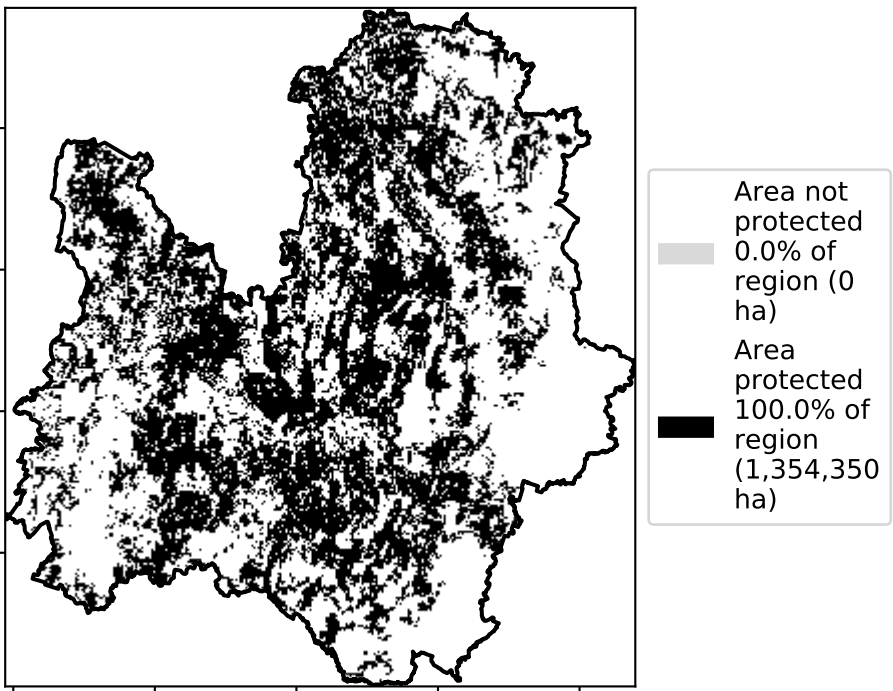 Area not
protected
0.0% of
region (0
ha)
Area
protected
100.0% of
region
(1,354,350
ha)